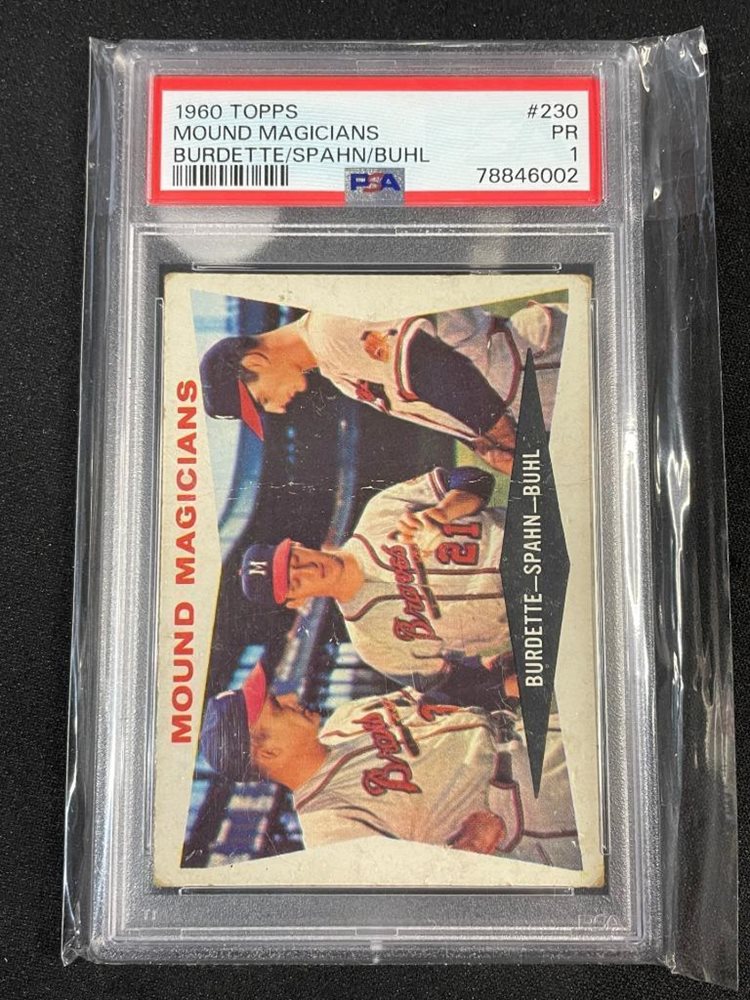 1960 TOPPS #230
MOUND MAGICIANS PR
BURDETTE/SPAHN/BUHL 1
PSA 78846002
MOUND MAGICIANS
M
Braves
21
Braves
BURDETTE—SPAHN—BUHL
PSA